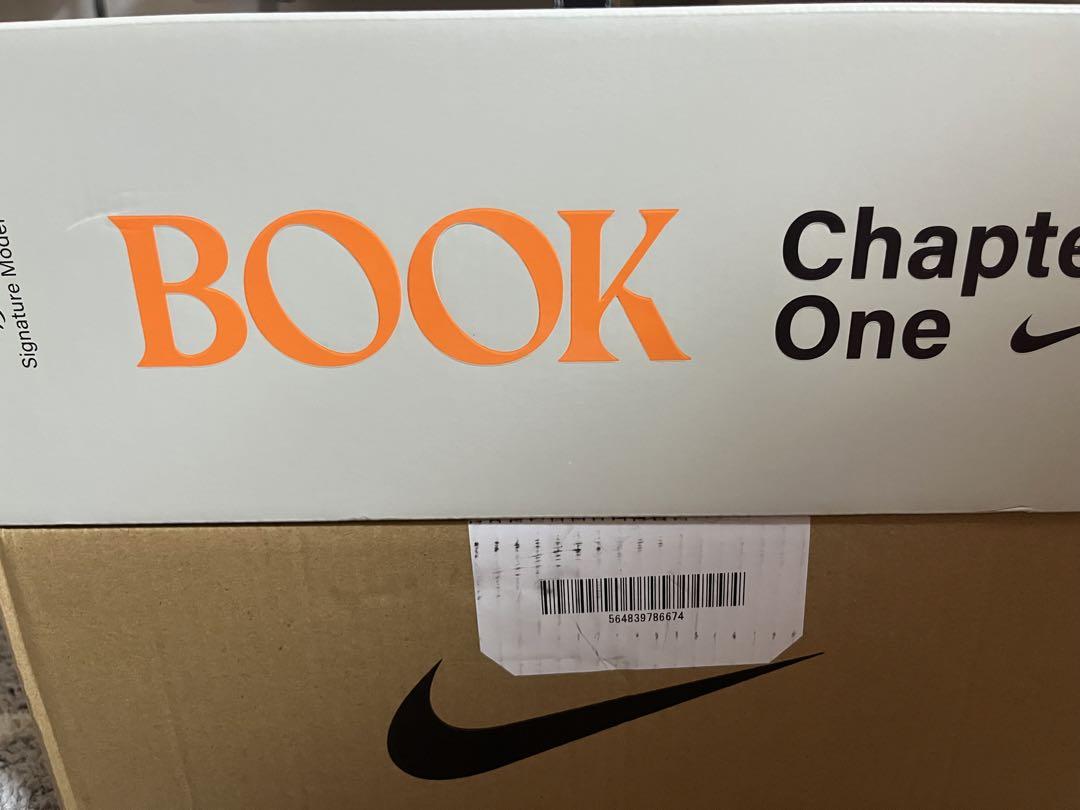 Signature Model
BOOK
Chapte
One
564839786674